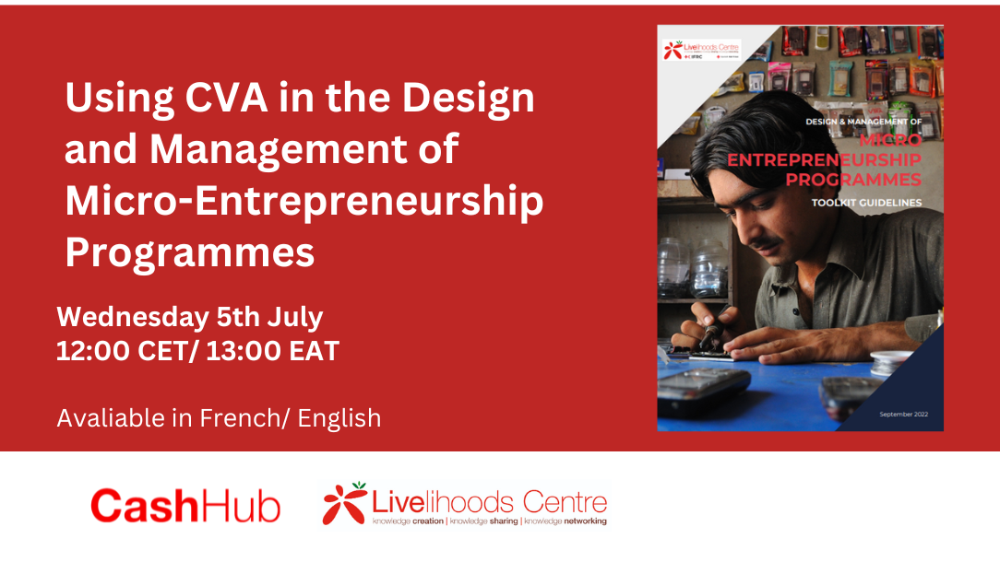 Using CVA in the Design
and Management of
Micro-Entrepreneurship
Programmes
Wednesday 5th July
12:00 CET/ 13:00 EAT
Avaliable in French/ English
Livelihoods Centre
IFRC
DESIGN & MANAGEMENT OF
MICRO
ENTREPRENEURSHIP
PROGRAMMES
TOOLKIT GUIDELINES
September 2022
CashHub
Livelihoods Centre
knowledge creation | knowledge sharing | knowledge networking